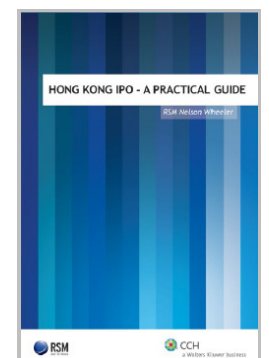 HONG KONG IPO - A PRACTICAL GUIDE
RSM Nelson Wheeler
RSM
CCH
a Wolters Kluwer business